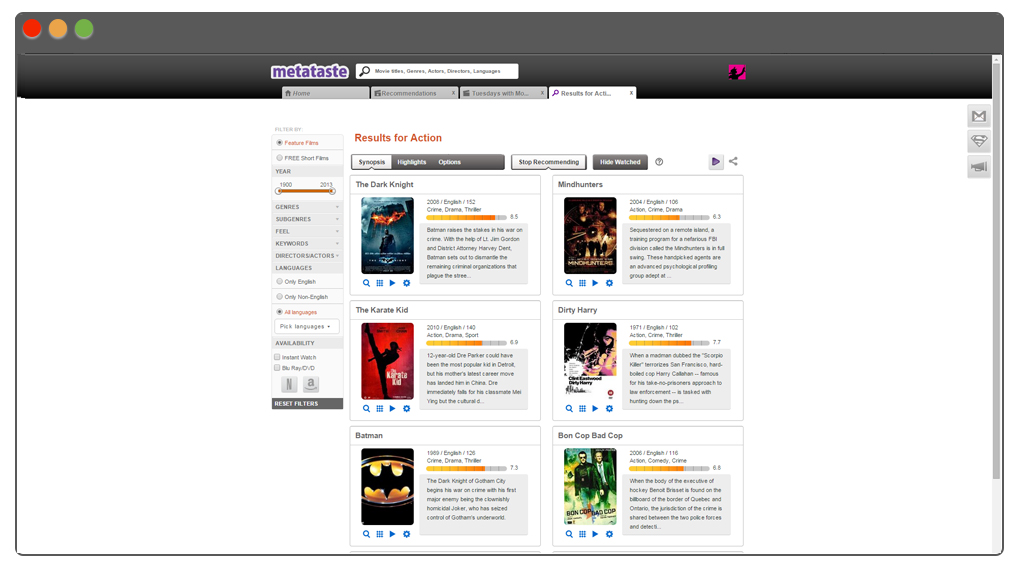 metataste
Movie titles, Genres, Actors, Directors, Languages
Home
Recommendations x
Tuesdays with Mo... x
Results for Acti... x
FILTER BY:
Feature Films
FREE Short Films
YEAR
1900 2013
GENRES
SUBGENRES
FEEL
KEYWORDS
DIRECTORS/ACTORS
LANGUAGES
Only English
Only Non-English
All languages
Pick languages
AVAILABILITY
Instant Watch
Blu Ray/DVD
N a
RESET FILTERS
Results for Action
Synopsis Highlights Options Stop Recommending Hide Watched ?
The Dark Knight
2008 / English / 152
Crime, Drama, Thriller
8.5
Batman raises the stakes in his war on
crime. With the help of Lt. Jim Gordon
and District Attorney Harvey Dent,
Batman sets out to dismantle the
remaining criminal organizations that
plague the stree...
Mindhunters
MINDHUNTERS
2004 / English / 106
Action, Crime, Drama
6.3
Sequestered on a remote island, a
training program for a nefarious FBI
division called the Mindhunters is in full
swing. These handpicked agents are
an advanced psychological profiling
group adept at ...
The Karate Kid
The
Karate
Kid
2010 / English / 140
Action, Drama, Sport
6.9
12-year-old Dre Parker could have
been the most popular kid in Detroit,
but his mother's latest career move
has landed him in China. Dre
immediately falls for his classmate Mei
Ying but the cultural d...
Dirty Harry
Clint Eastwood
Dirty Harry
1971 / English / 102
Action, Crime, Thriller
7.7
When a madman dubbed the "Scorpio
Killer" terrorizes San Francisco, hard-
boiled cop Harry Callahan -- famous
for his take-no-prisoners approach to
law enforcement -- is tasked with
hunting down the ps...
Batman
1989 / English / 126
Crime, Drama, Thriller
7.3
The Dark Knight of Gotham City
begins his war on crime with his first
major enemy being the clownishly
homicidal Joker, who has seized
control of Gotham's underworld.
Bon Cop Bad Cop
BON COP BAD COP
2006 / English / 116
Action, Comedy, Crime
6.8
When the body of the executive of
hockey Benoit Brisset is found on the
billboard of the border of Quebec and
Ontario, the jurisdiction of the crime is
shared between the two police forces
and detecti...